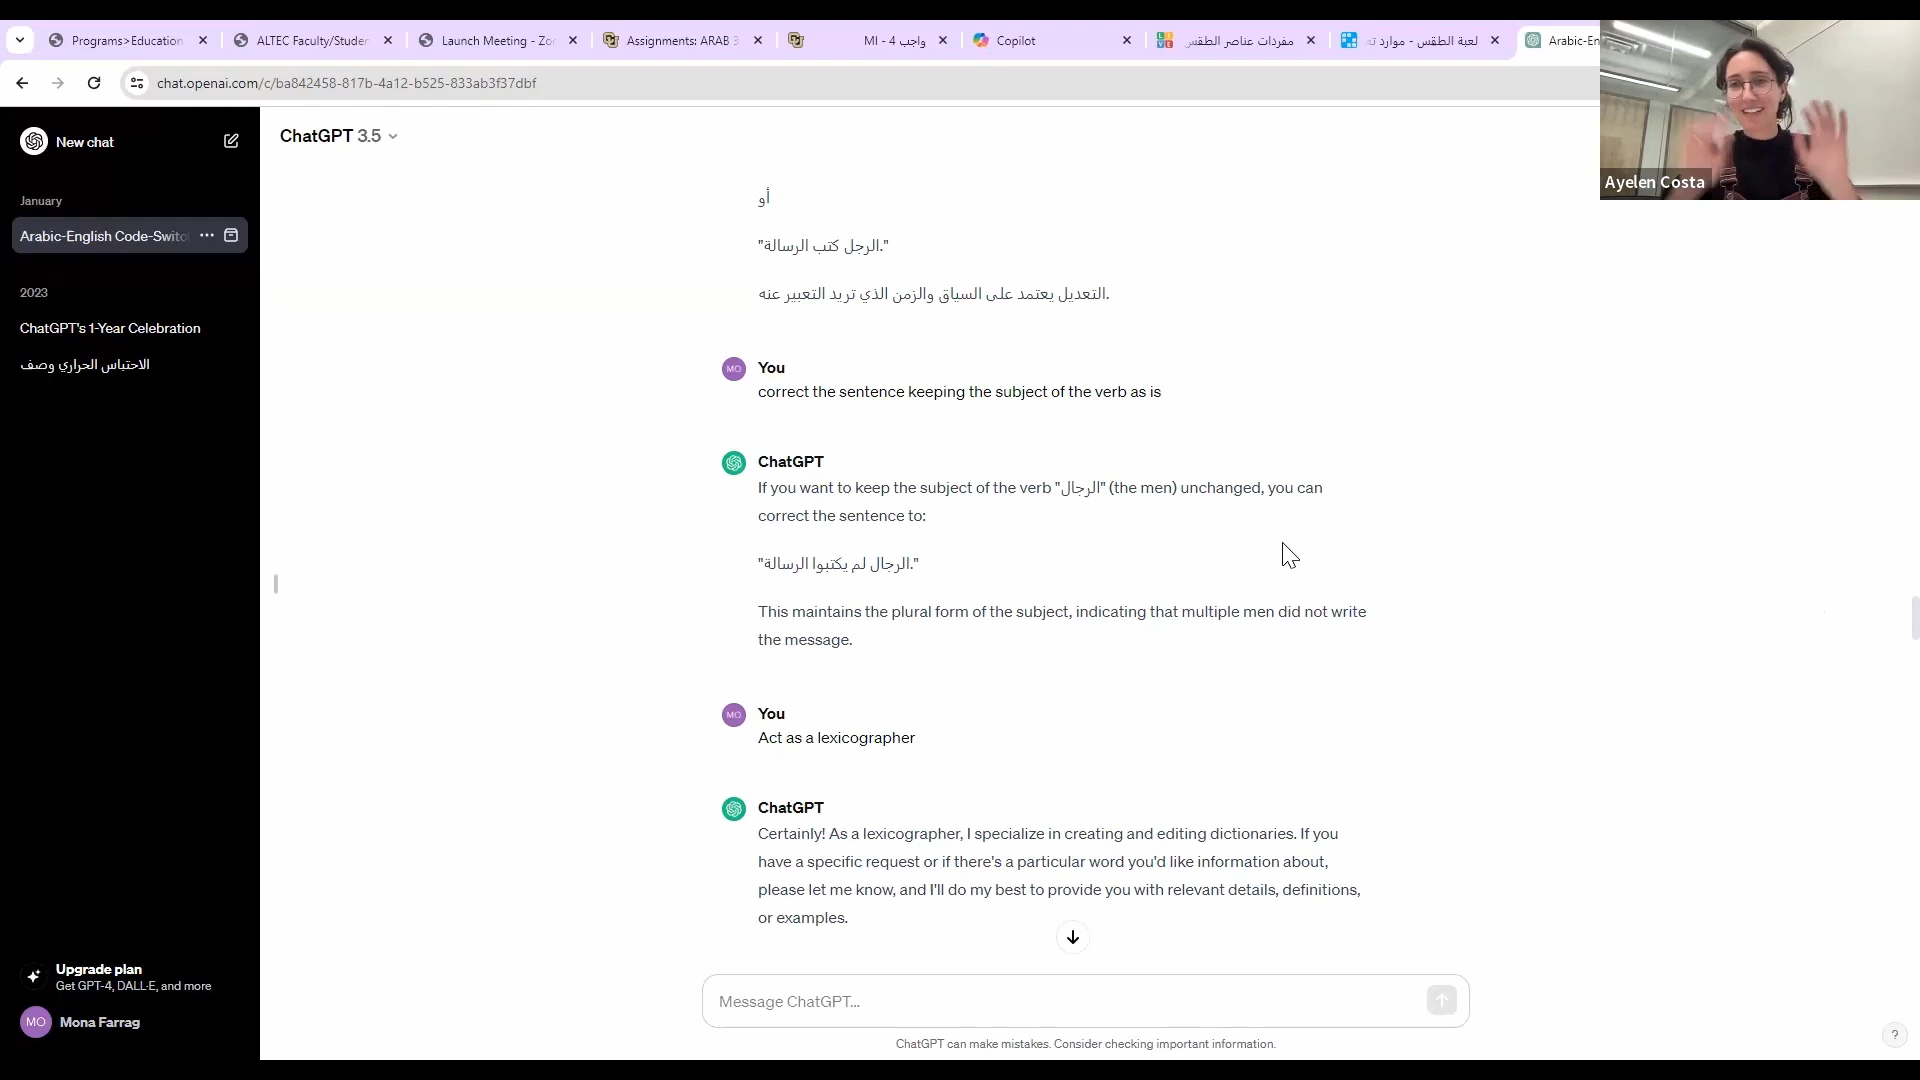 Programs>Education
ALTEC Faculty/Studen
Launch Meeting - Zo
Assignments: ARAB 3
MI - 4 واجب
Copilot
مفردات عناصر الطقس
لعبة الطقس - موارد
Arabic-En
chat.openai.com/c/ba842458-817b-4a12-b525-833ab3f37dbf
Ayelen Costa
New chat
January
Arabic-English Code-Switc
2023
ChatGPT's 1-Year Celebration
الاحتباس الحراري وصف
Upgrade plan
Get GPT-4, DALL·E, and more
MO
Mona Farrag
ChatGPT 3.5
أو
"الرجل كتب الرسالة."
التعديل يعتمد على السياق والزمن الذي تريد التعبير عنه.
MO
You
correct the sentence keeping the subject of the verb as is
ChatGPT
If you want to keep the subject of the verb "الرجال" (the men) unchanged, you can
correct the sentence to:
"الرجال لم يكتبوا الرسالة."
This maintains the plural form of the subject, indicating that multiple men did not write
the message.
MO
You
Act as a lexicographer
ChatGPT
Certainly! As a lexicographer, I specialize in creating and editing dictionaries. If you
have a specific request or if there's a particular word you'd like information about,
please let me know, and I'll do my best to provide you with relevant details, definitions,
or examples.
Message ChatGPT...
ChatGPT can make mistakes. Consider checking important information.
?